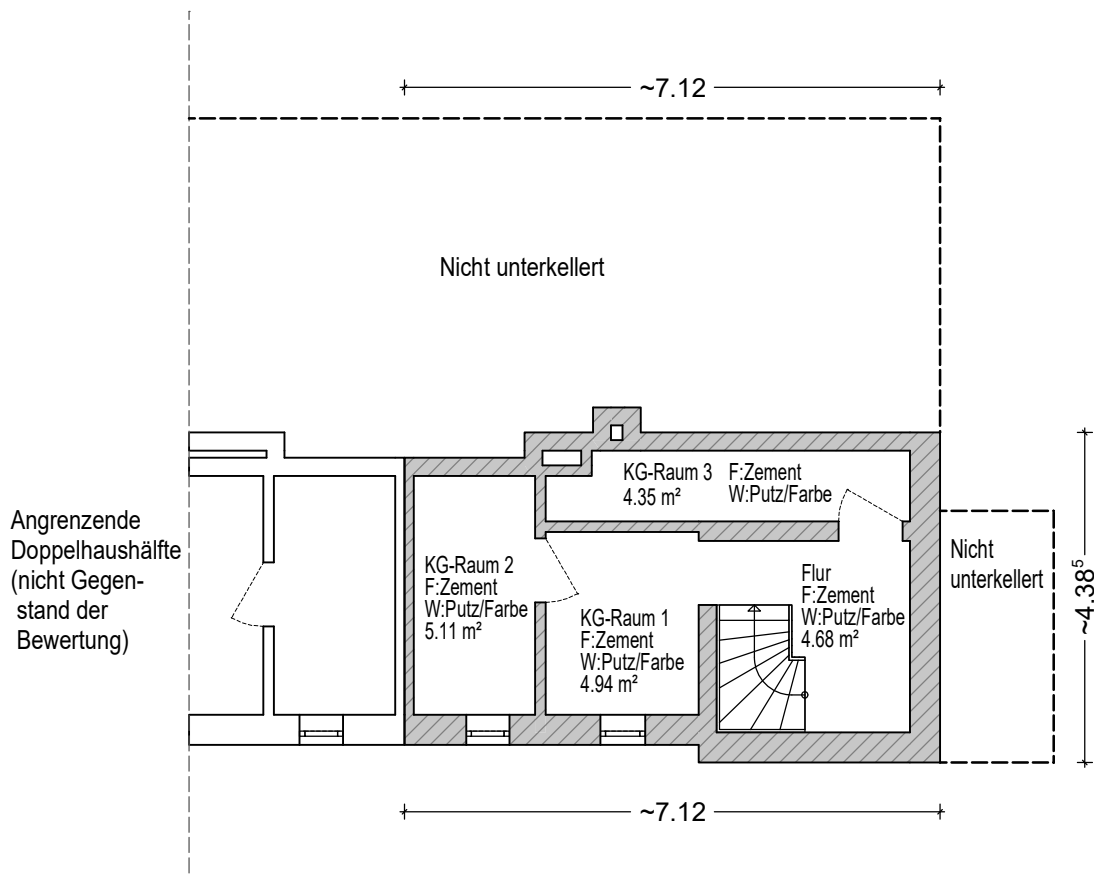 ~7.12
Nicht unterkellert
KG-Raum 3
4.35 m²
F:Zement
W:Putz/Farbe
Angrenzende
Doppelhaushälfte
(nicht Gegen-
stand der
Bewertung)
KG-Raum 2
F:Zement
W:Putz/Farbe
5.11 m²
KG-Raum 1
F:Zement
W:Putz/Farbe
4.94 m²
Flur
F:Zement
W:Putz/Farbe
4.68 m²
Nicht
unterkellert
~4.38⁵
~7.12